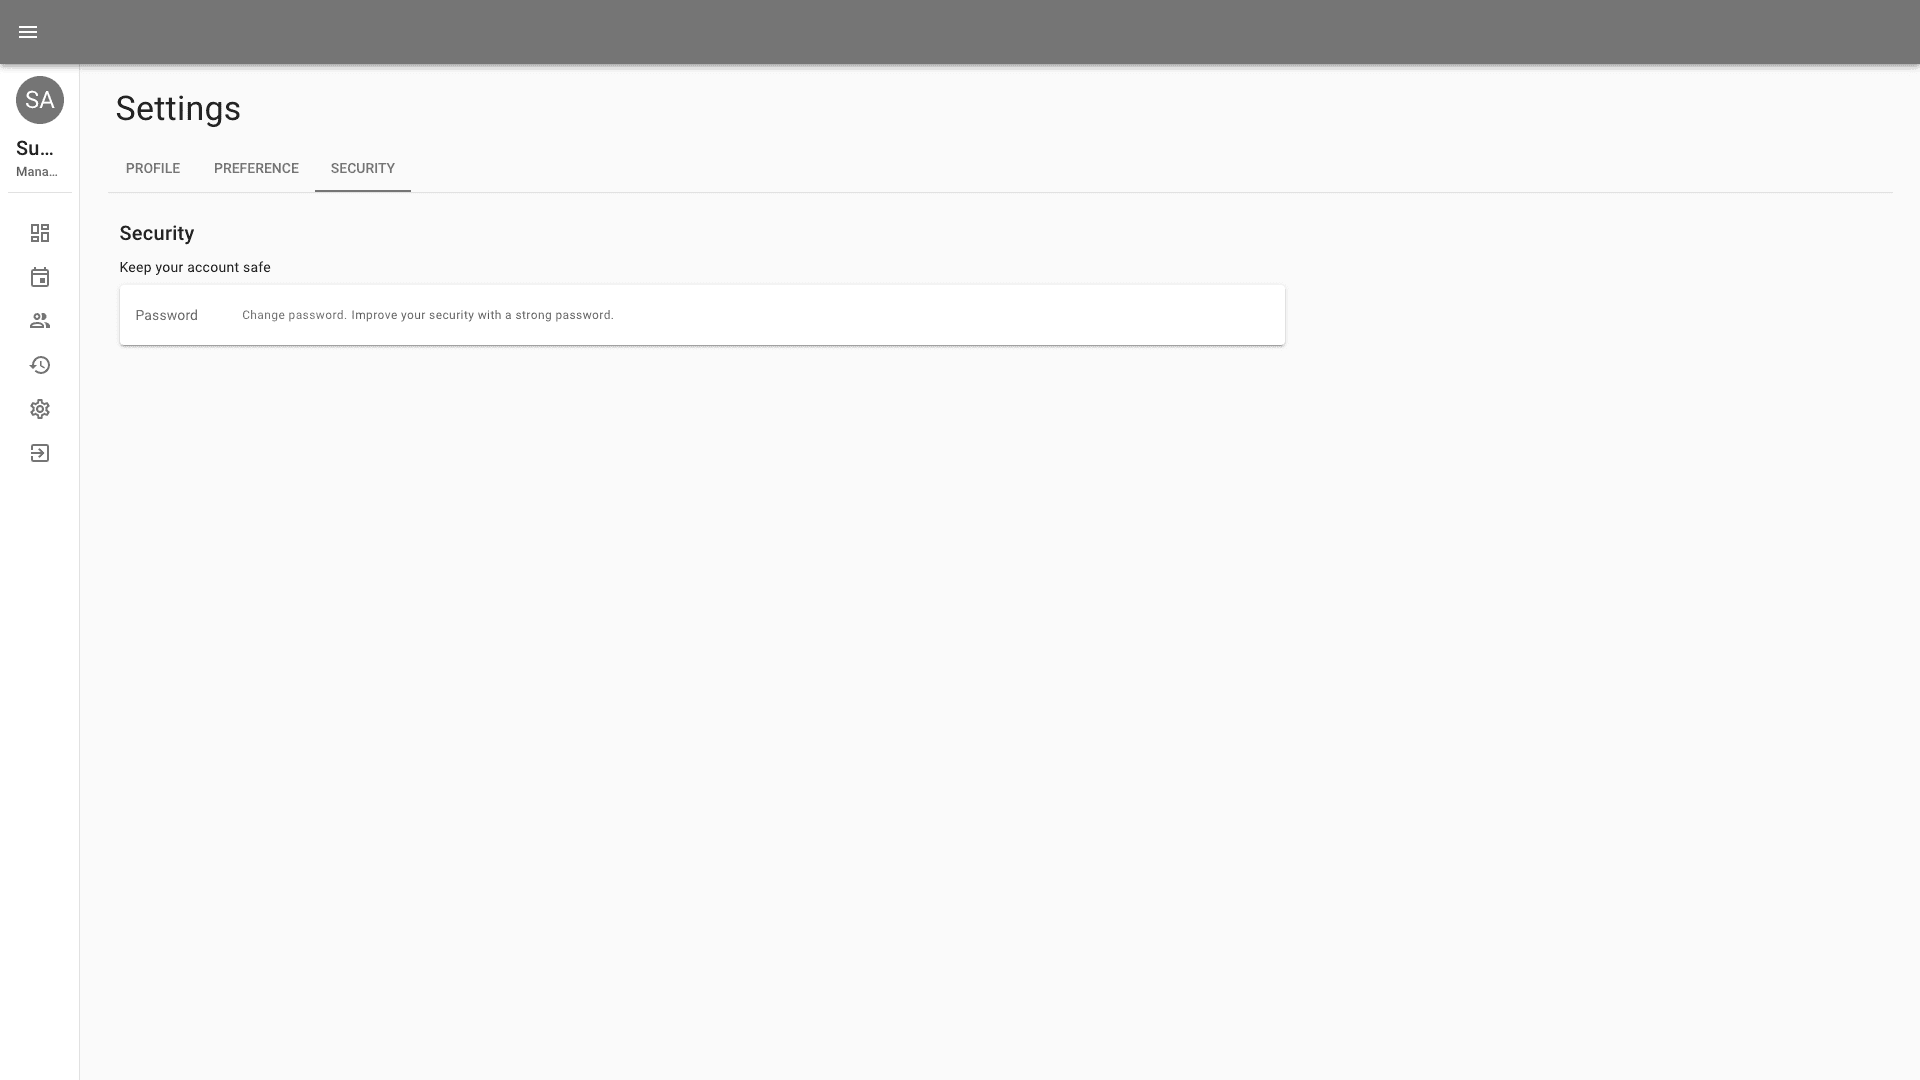 SA
Settings
Su...
Mana...
PROFILE PREFERENCE SECURITY
Security
Keep your account safe
Password Change password. Improve your security with a strong password.